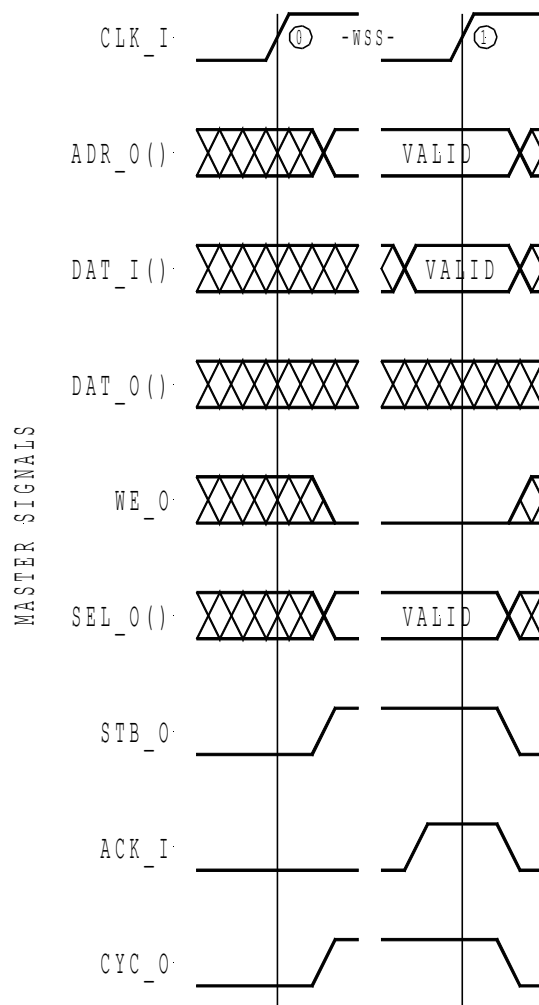 CLK_I 0 -WSS- 1
ADR_O() VALID
DAT_I() VALID
DAT_O()
WE_O
SEL_O() VALID
STB_O
ACK_I
CYC_O
MASTER SIGNALS